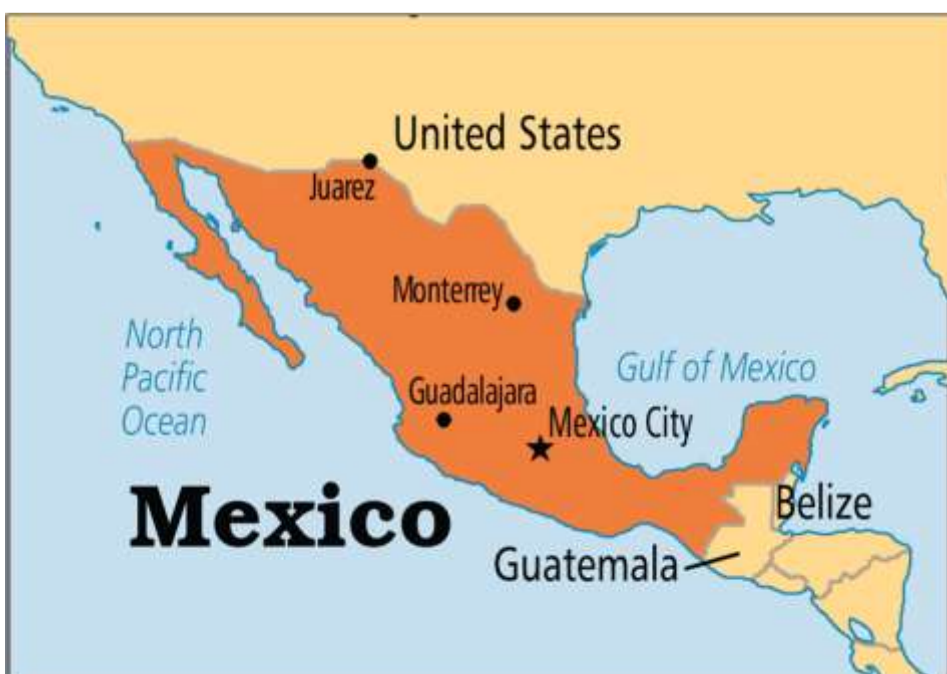 United States
Juarez
Monterrey
North
Pacific
Ocean
Gulf of Mexico
Guadalajara
Mexico City
Mexico
Belize
Guatemala